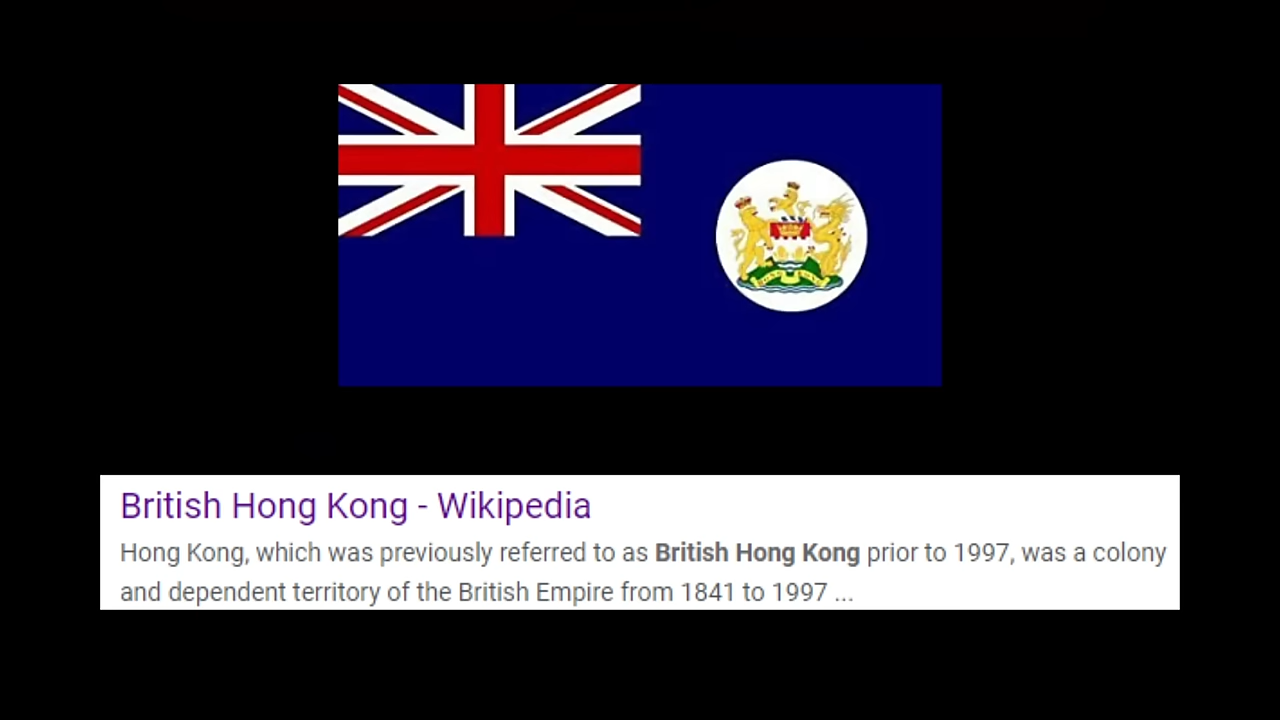 British Hong Kong - Wikipedia
Hong Kong, which was previously referred to as British Hong Kong prior to 1997, was a colony
and dependent territory of the British Empire from 1841 to 1997 ...